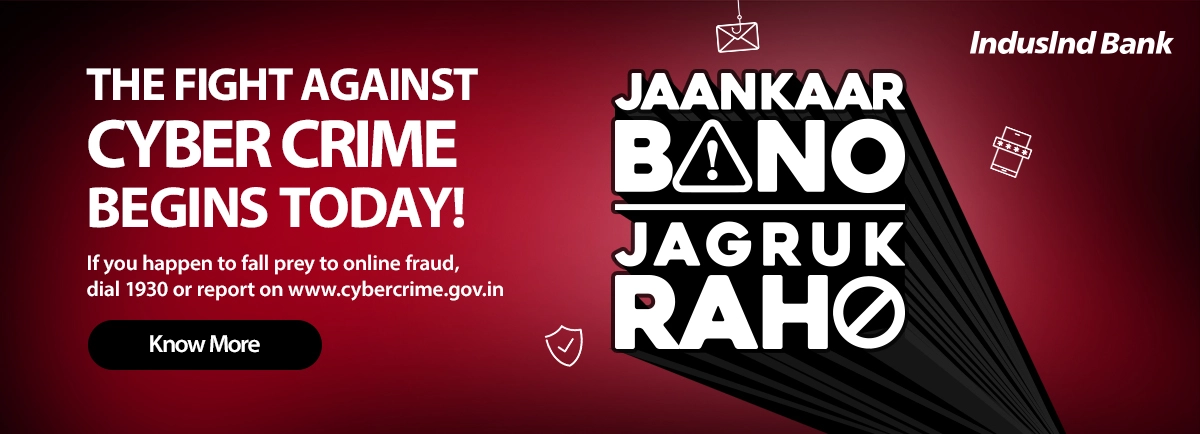 THE FIGHT AGAINST
CYBER CRIME
BEGINS TODAY!
If you happen to fall prey to online fraud,
dial 1930 or report on www.cybercrime.gov.in
Know More
JAANKAAR
BANO
JAGRUK
RAHO
IndusInd Bank